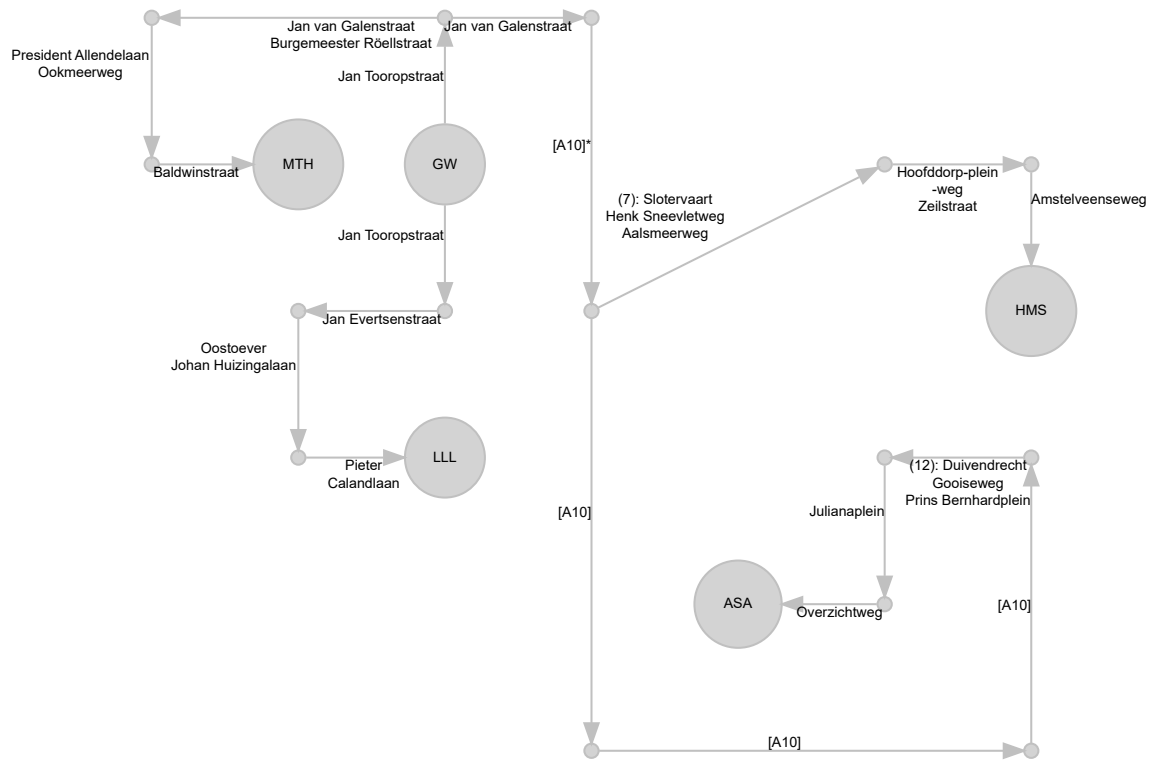 Jan van Galenstraat
Burgemeester Röellstraat
Jan van Galenstraat
President Allendelaan
Ookmeerweg
Jan Tooropstraat
[A10]*
Baldwinstraat
MTH
GW
Hoofddorp-plein
-weg
Zeilstraat
(7): Slotervaart
Henk Sneevletweg
Aalsmeerweg
Amstelveenseweg
Jan Tooropstraat
HMS
Jan Evertsenstraat
Oostoever
Johan Huizingalaan
LLL
Pieter
Calandlaan
(12): Duivendrecht
Gooiseweg
Prins Bernhardplein
[A10]
Julianaplein
ASA
Overzichtweg
[A10]
[A10]